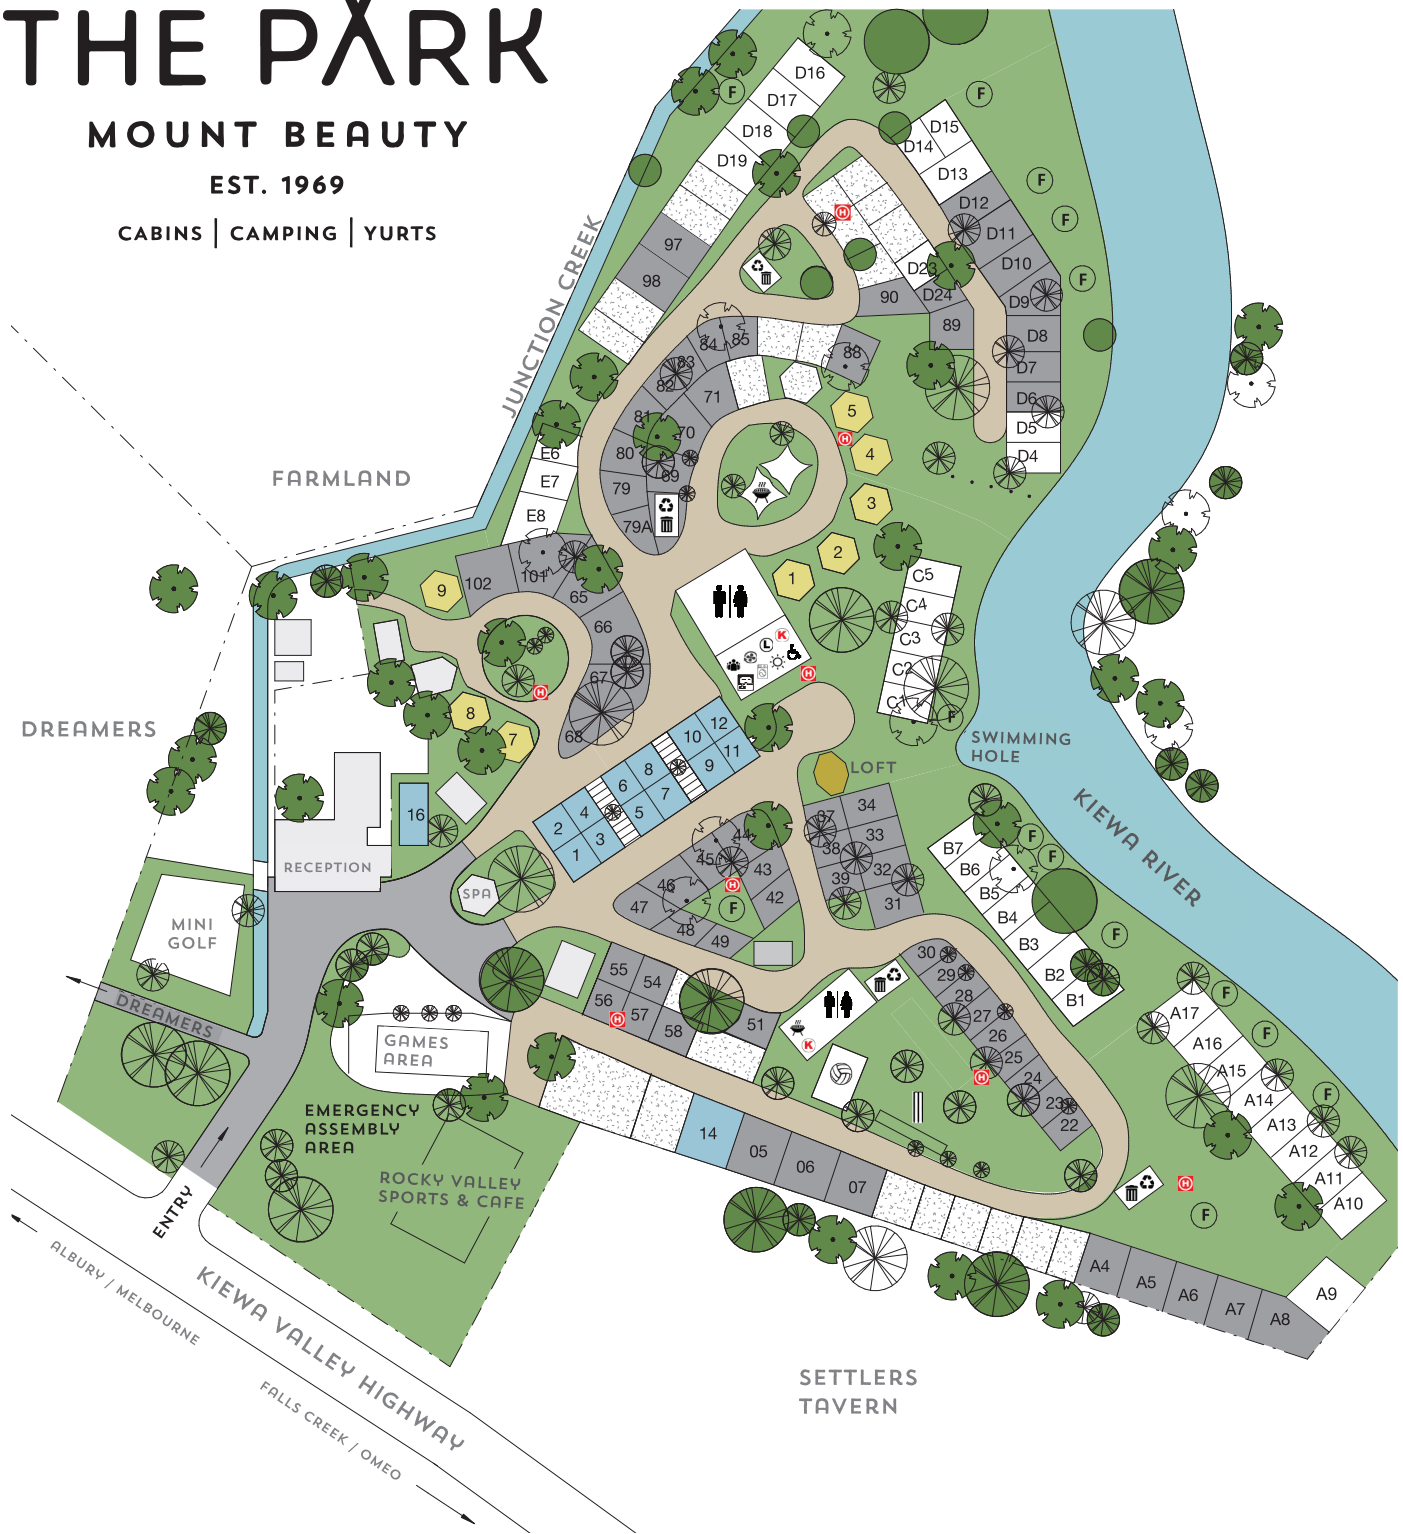 THE PARK
MOUNT BEAUTY
EST. 1969
CABINS | CAMPING | YURTS
D16
D17
D18
D19
F
F
D15
D14
D13
F
F
F
D12
D11
D10
D9
D8
D7
D6
D5
D4
H
D23
D24
89
90
97
98
JUNCTION CREEK
84
85
88
83
82
71
81
70
80
69
79
79A
5
H
4
3
2
1
E6
E7
E8
FARMLAND
9
102
101
65
66
67
68
H
8
7
L
K
H
C5
C4
C3
C2
C1
F
DREAMERS
SWIMMING
HOLE
LOFT
KIEWA RIVER
12
10
11
8
9
6
7
4
5
2
3
1
16
RECEPTION
SPA
MINI
GOLF
DREAMERS
34
37
33
38
32
39
31
44
45
43
H
46
42
F
47
48
49
B7
B6
B5
B4
B3
B2
B1
F
F
F
55
54
56
57
H
58
51
K
30
29
28
27
26
25
H
24
23
22
A17
A16
A15
A14
A13
A12
A11
A10
F
F
F
F
H
GAMES
AREA
EMERGENCY
ASSEMBLY
AREA
ROCKY VALLEY
SPORTS & CAFE
14
05
06
07
A4
A5
A6
A7
A8
A9
ENTRY
ALBURY / MELBOURNE
KIEWA VALLEY HIGHWAY
FALLS CREEK / OMEO
SETTLERS
TAVERN